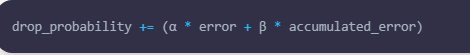 drop_probability += (α * error + β * accumulated_error)